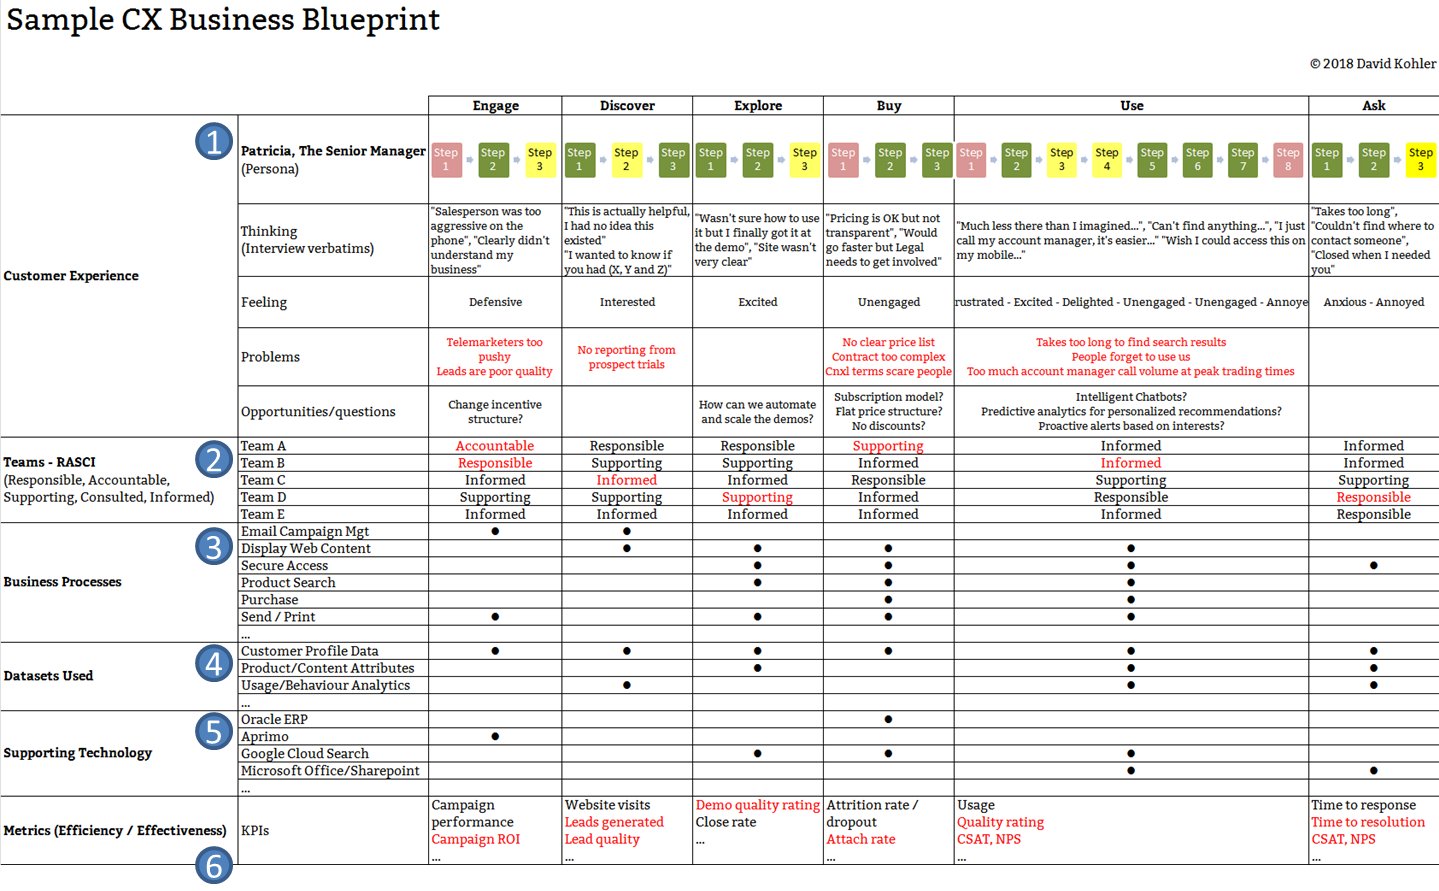 Sample CX Business Blueprint
© 2018 David Kohler
Engage Discover Explore Buy Use Ask
1
Patricia, The Senior Manager
(Persona)
Step 1 Step 2 Step 3 Step 1 Step 2 Step 3 Step 1 Step 2 Step 3 Step 1 Step 2 Step 3 Step 1 Step 2 Step 3 Step 4 Step 5 Step 6 Step 7 Step 8 Step 1 Step 2 Step 3
Customer Experience
Thinking
(Interview verbatims)
"Salesperson was too
aggressive on the
phone", "Clearly didn't
understand my
business"
"This is actually helpful,
I had no idea this
existed"
"I wanted to know if
you had (X, Y and Z)"
"Wasn't sure how to use
it but I finally got it at
the demo", "Site wasn't
very clear"
"Pricing is OK but not
transparent", "Would
go faster but Legal
needs to get involved"
"Much less there than I imagined...", "Can't find anything...", "I just
call my account manager, it's easier..." "Wish I could access this on
my mobile..."
"Takes too long",
"Couldn't find where to
contact someone",
"Closed when I needed
you"
Feeling
Defensive
Interested
Excited
Unengaged
rustrated - Excited - Delighted - Unengaged - Unengaged - Annoye
Anxious - Annoyed
Problems
Telemarketers too
pushy
Leads are poor quality
No reporting from
prospect trials
No clear price list
Contract too complex
Cnxl terms scare people
Takes too long to find search results
People forget to use us
Too much account manager call volume at peak trading times
Opportunities/questions
Change incentive
structure?
How can we automate
and scale the demos?
Subscription model?
Flat price structure?
No discounts?
Intelligent Chatbots?
Predictive analytics for personalized recommendations?
Proactive alerts based on interests?
2
Teams - RASCI
(Responsible, Accountable,
Supporting, Consulted, Informed)
Team A Accountable Responsible Responsible Supporting Informed Informed
Team B Responsible Supporting Supporting Informed Informed Informed
Team C Informed Informed Informed Responsible Supporting Supporting
Team D Supporting Supporting Supporting Informed Responsible Responsible
Team E Informed Informed Informed Informed Informed Responsible
3
Business Processes
Email Campaign Mgt
Display Web Content
Secure Access
Product Search
Purchase
Send / Print
...
4
Datasets Used
Customer Profile Data
Product/Content Attributes
Usage/Behaviour Analytics
...
5
Supporting Technology
Oracle ERP
Aprimo
Google Cloud Search
Microsoft Office/Sharepoint
...
Metrics (Efficiency / Effectiveness)
6
KPIs
Campaign
performance
Campaign ROI
...
Website visits
Leads generated
Lead quality
...
Demo quality rating
Close rate
...
Attrition rate /
dropout
Attach rate
...
Usage
Quality rating
CSAT, NPS
...
Time to response
Time to resolution
CSAT, NPS
...